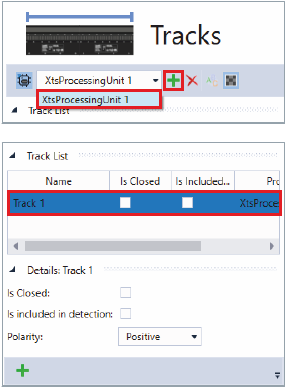 Tracks
XtsProcessingUnit 1
XtsProcessingUnit 1
Track List
Track List
Name Is Closed Is Included... Pro
Track 1 XtsProces
Details: Track 1
Is Closed:
Is included in detection:
Polarity: Positive